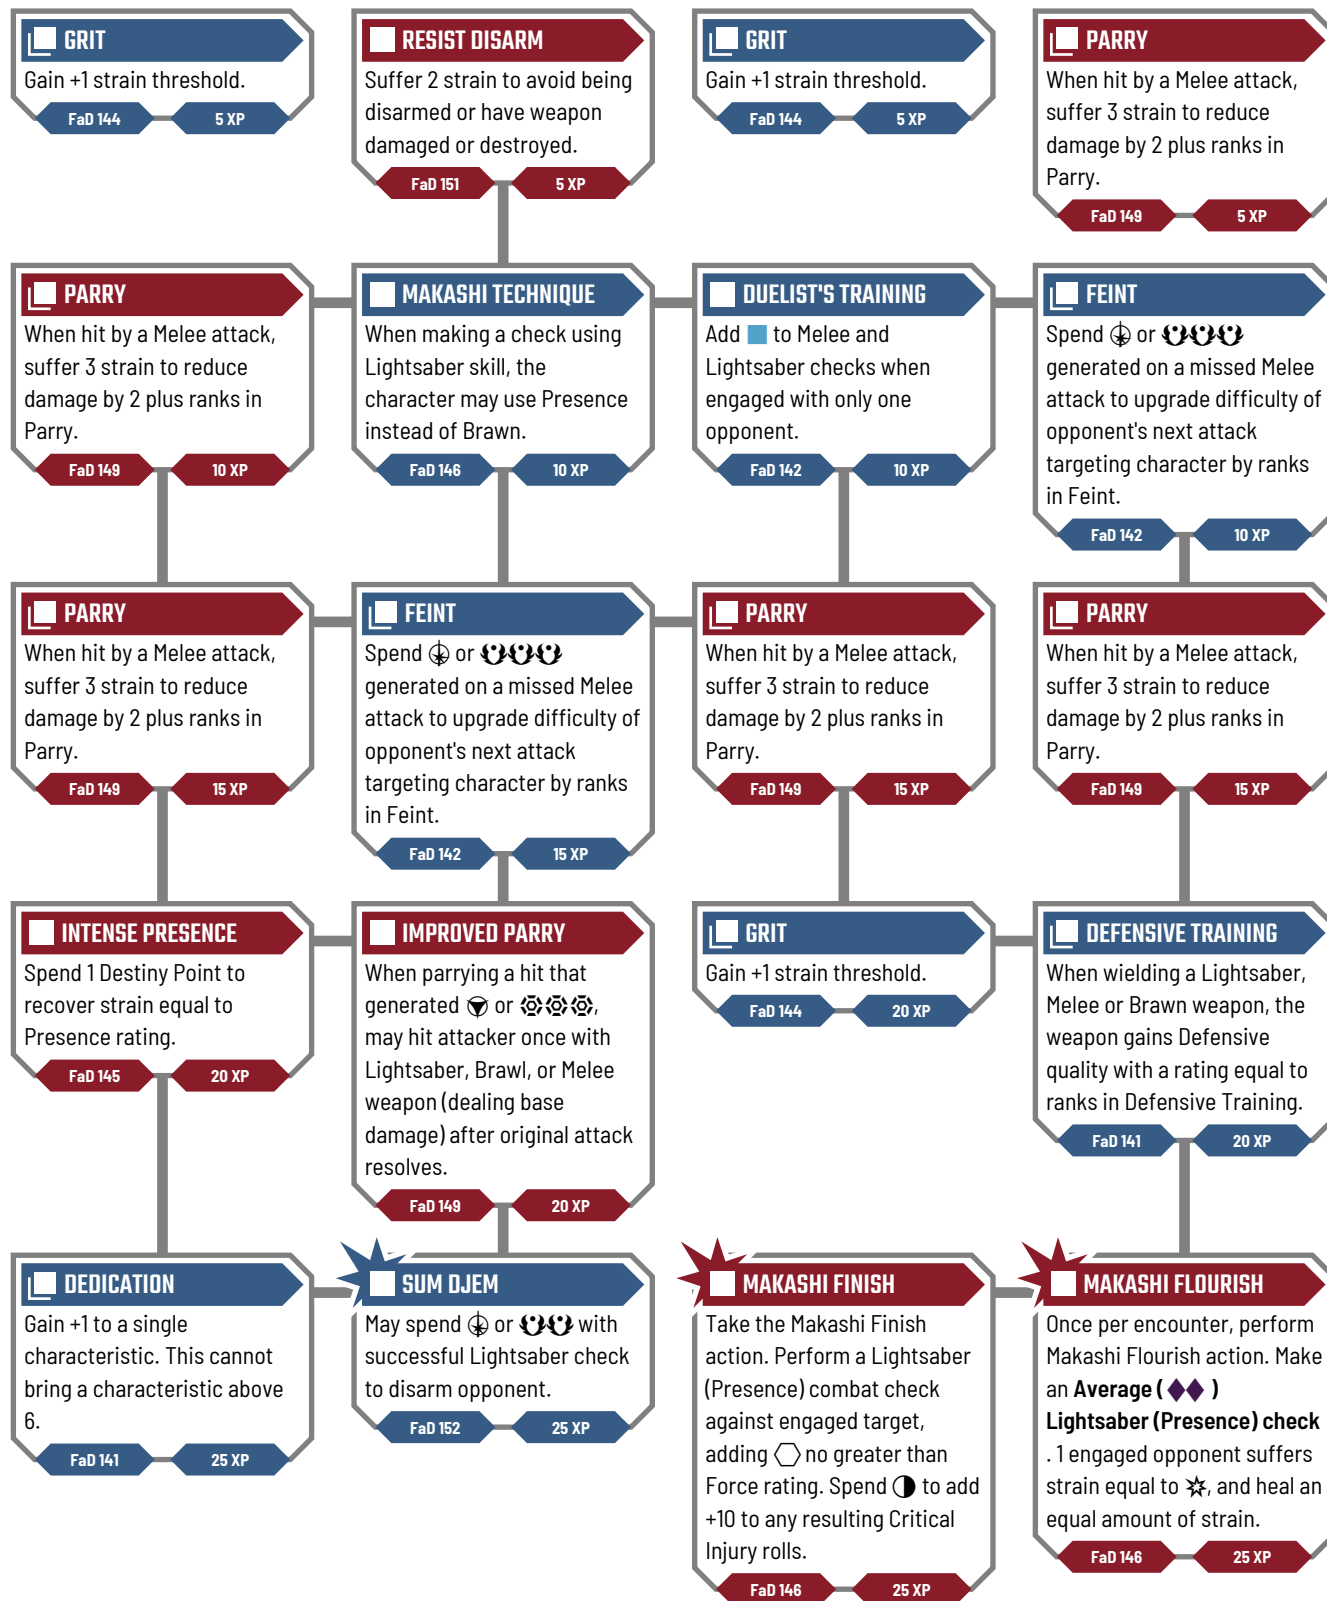 GRIT
Gain +1 strain threshold.
FaD 144 5 XP
RESIST DISARM
Suffer 2 strain to avoid being
disarmed or have weapon
damaged or destroyed.
FaD 151 5 XP
GRIT
Gain +1 strain threshold.
FaD 144 5 XP
PARRY
When hit by a Melee attack,
suffer 3 strain to reduce
damage by 2 plus ranks in
Parry.
FaD 149 5 XP
PARRY
When hit by a Melee attack,
suffer 3 strain to reduce
damage by 2 plus ranks in
Parry.
FaD 149 10 XP
MAKASHI TECHNIQUE
When making a check using
Lightsaber skill, the
character may use Presence
instead of Brawn.
FaD 146 10 XP
DUELIST'S TRAINING
Add to Melee and
Lightsaber checks when
engaged with only one
opponent.
FaD 142 10 XP
FEINT
Spend or
generated on a missed Melee
attack to upgrade difficulty of
opponent's next attack
targeting character by ranks
in Feint.
FaD 142 10 XP
PARRY
When hit by a Melee attack,
suffer 3 strain to reduce
damage by 2 plus ranks in
Parry.
FaD 149 15 XP
FEINT
Spend or
generated on a missed Melee
attack to upgrade difficulty of
opponent's next attack
targeting character by ranks
in Feint.
FaD 142 15 XP
PARRY
When hit by a Melee attack,
suffer 3 strain to reduce
damage by 2 plus ranks in
Parry.
FaD 149 15 XP
PARRY
When hit by a Melee attack,
suffer 3 strain to reduce
damage by 2 plus ranks in
Parry.
FaD 149 15 XP
INTENSE PRESENCE
Spend 1 Destiny Point to
recover strain equal to
Presence rating.
FaD 145 20 XP
IMPROVED PARRY
When parrying a hit that
generated or ,
may hit attacker once with
Lightsaber, Brawl, or Melee
weapon (dealing base
damage) after original attack
resolves.
FaD 149 20 XP
GRIT
Gain +1 strain threshold.
FaD 144 20 XP
DEFENSIVE TRAINING
When wielding a Lightsaber,
Melee or Brawn weapon, the
weapon gains Defensive
quality with a rating equal to
ranks in Defensive Training.
FaD 141 20 XP
DEDICATION
Gain +1 to a single
characteristic. This cannot
bring a characteristic above
6.
FaD 141 25 XP
SUM DJEM
May spend or with
successful Lightsaber check
to disarm opponent.
FaD 152 25 XP
MAKASHI FINISH
Take the Makashi Finish
action. Perform a Lightsaber
(Presence) combat check
against engaged target,
adding no greater than
Force rating. Spend to add
+10 to any resulting Critical
Injury rolls.
FaD 146 25 XP
MAKASHI FLOURISH
Once per encounter, perform
Makashi Flourish action. Make
an Average ( ◆◆ )
Lightsaber (Presence) check
. 1 engaged opponent suffers
strain equal to , and heal an
equal amount of strain.
FaD 146 25 XP